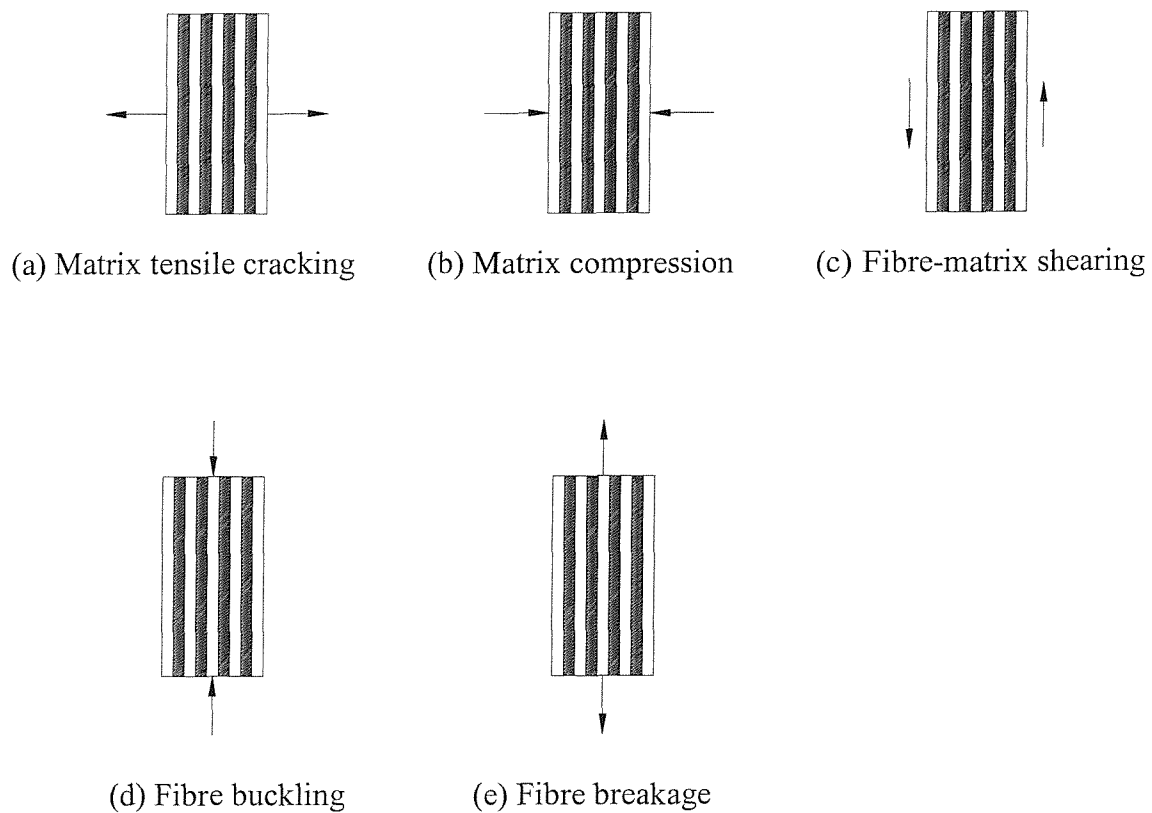 (a) Matrix tensile cracking
(b) Matrix compression
(c) Fibre-matrix shearing
(d) Fibre buckling
(e) Fibre breakage